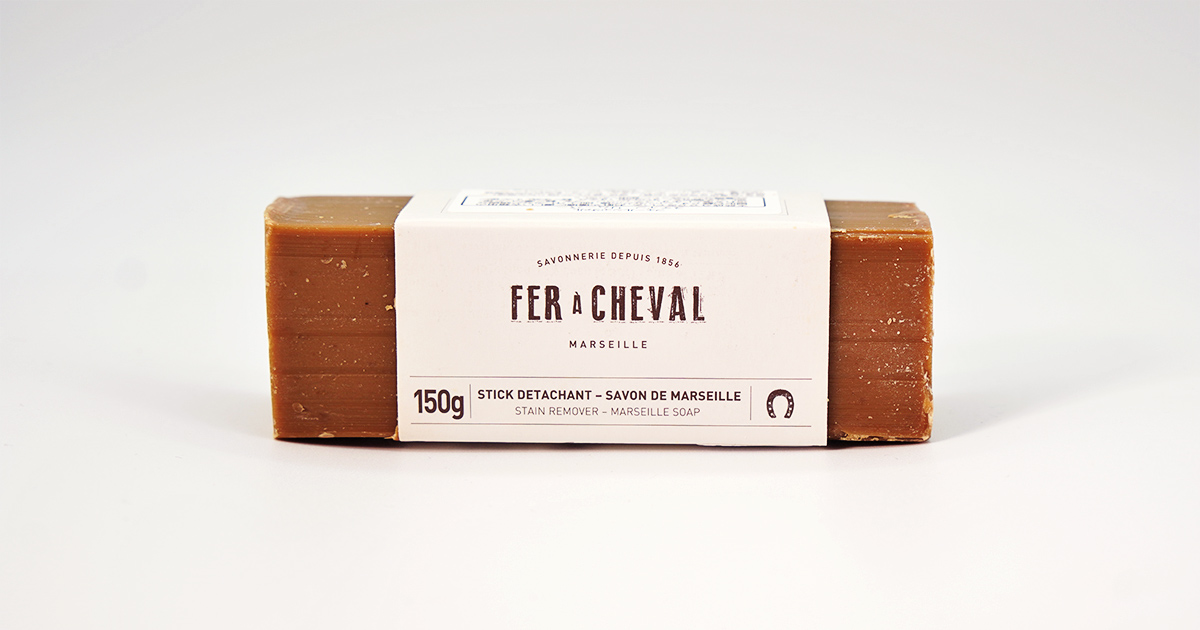 SAVONNERIE DEPUIS 1856
FER À CHEVAL
MARSEILLE
150g
STICK DETACHANT – SAVON DE MARSEILLE
STAIN REMOVER – MARSEILLE SOAP